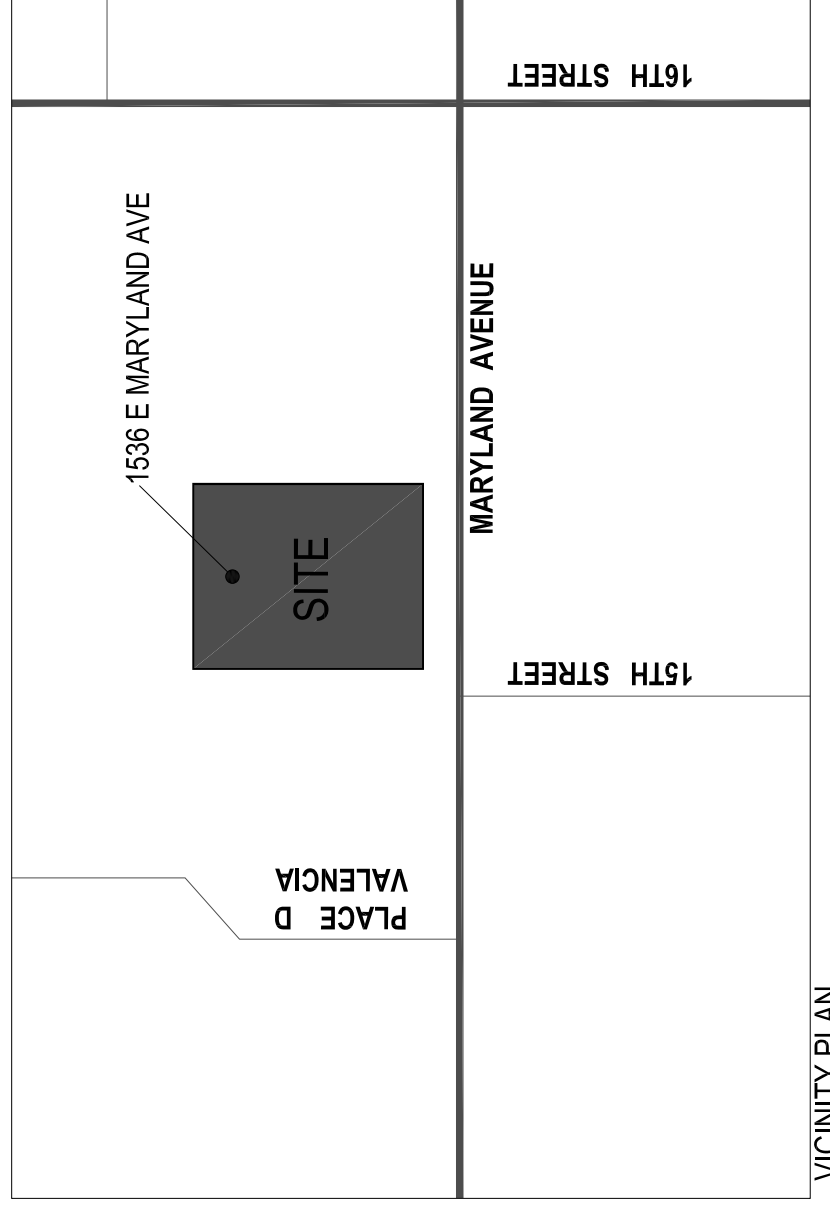 16TH STREET
1536 E MARYLAND AVE
MARYLAND AVENUE
SITE
15TH STREET
PLACE D
VALENCIA
VICINITY PLAN